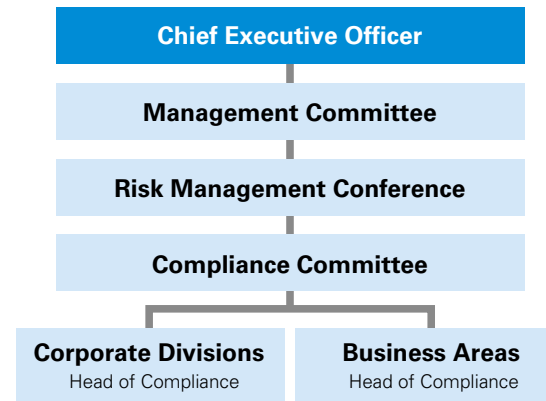 Chief Executive Officer
Management Committee
Risk Management Conference
Compliance Committee
Corporate Divisions
Head of Compliance
Business Areas
Head of Compliance